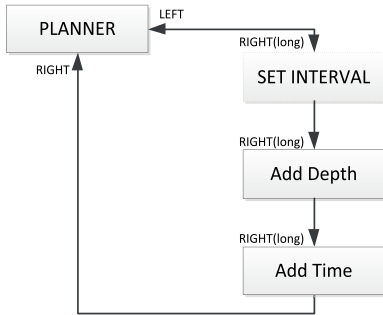 LEFT
PLANNER
RIGHT(long)
RIGHT
SET INTERVAL
RIGHT(long)
Add Depth
RIGHT(long)
Add Time